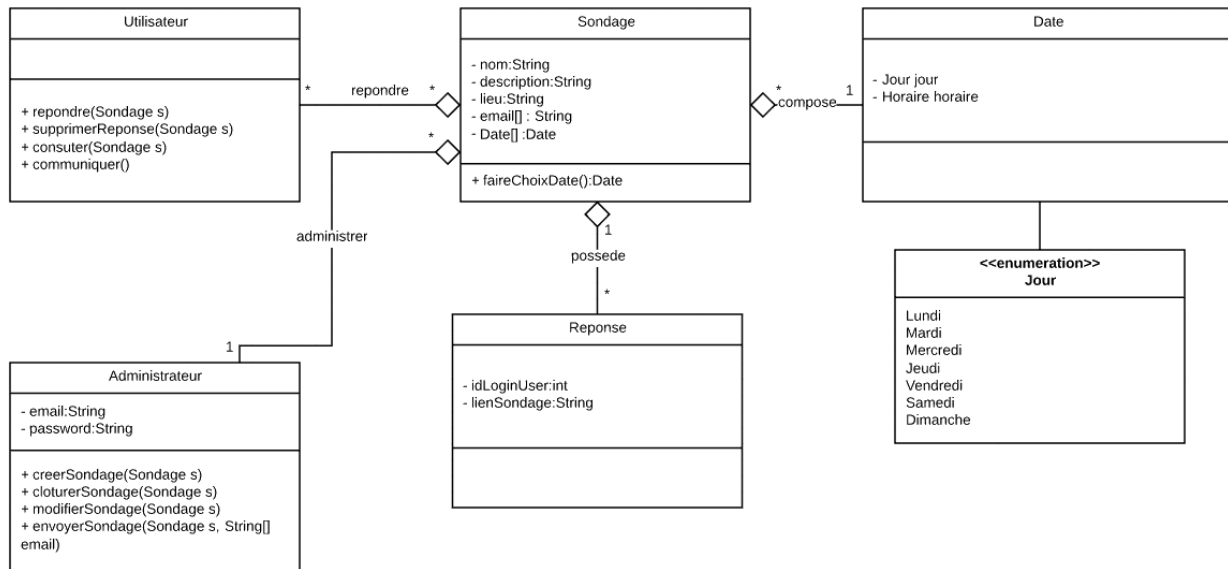 Utilisateur
+ repondre(Sondage s)
+ supprimerReponse(Sondage s)
+ consuter(Sondage s)
+ communiquer()
*
repondre
*
Sondage
- nom:String
- description:String
- lieu:String
- email[] : String
- Date[] :Date
+ faireChoixDate():Date
*
compose
1
Date
- Jour jour
- Horaire horaire
*
administrer
1
1
possede
*
<<enumeration>>
Jour
Lundi
Mardi
Mercredi
Jeudi
Vendredi
Samedi
Dimanche
Reponse
- idLoginUser:int
- lienSondage:String
Administrateur
- email:String
- password:String
+ creerSondage(Sondage s)
+ cloturerSondage(Sondage s)
+ modifierSondage(Sondage s)
+ envoyerSondage(Sondage s, String[]
email)